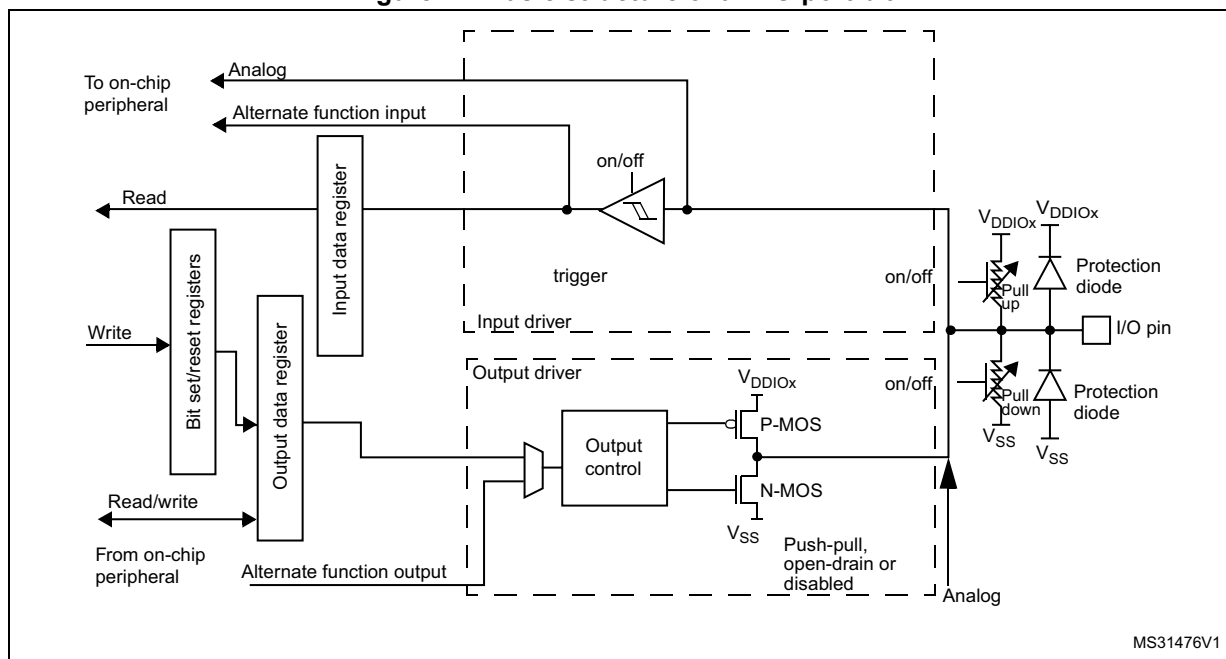 To on-chip
peripheral
Analog
Alternate function input
on/off
Read
Input data register
trigger
Input driver
on/off
VDDIOx
VDDIOx
Pull
up
Protection
diode
I/O pin
Write
Bit set/reset registers
Output data register
Output driver
on/off
Pull
down
VSS
Protection
diode
VSS
VDDIOx
P-MOS
Output
control
N-MOS
VSS
Read/write
From on-chip
peripheral
Alternate function output
Push-pull,
open-drain or
disabled
Analog
MS31476V1